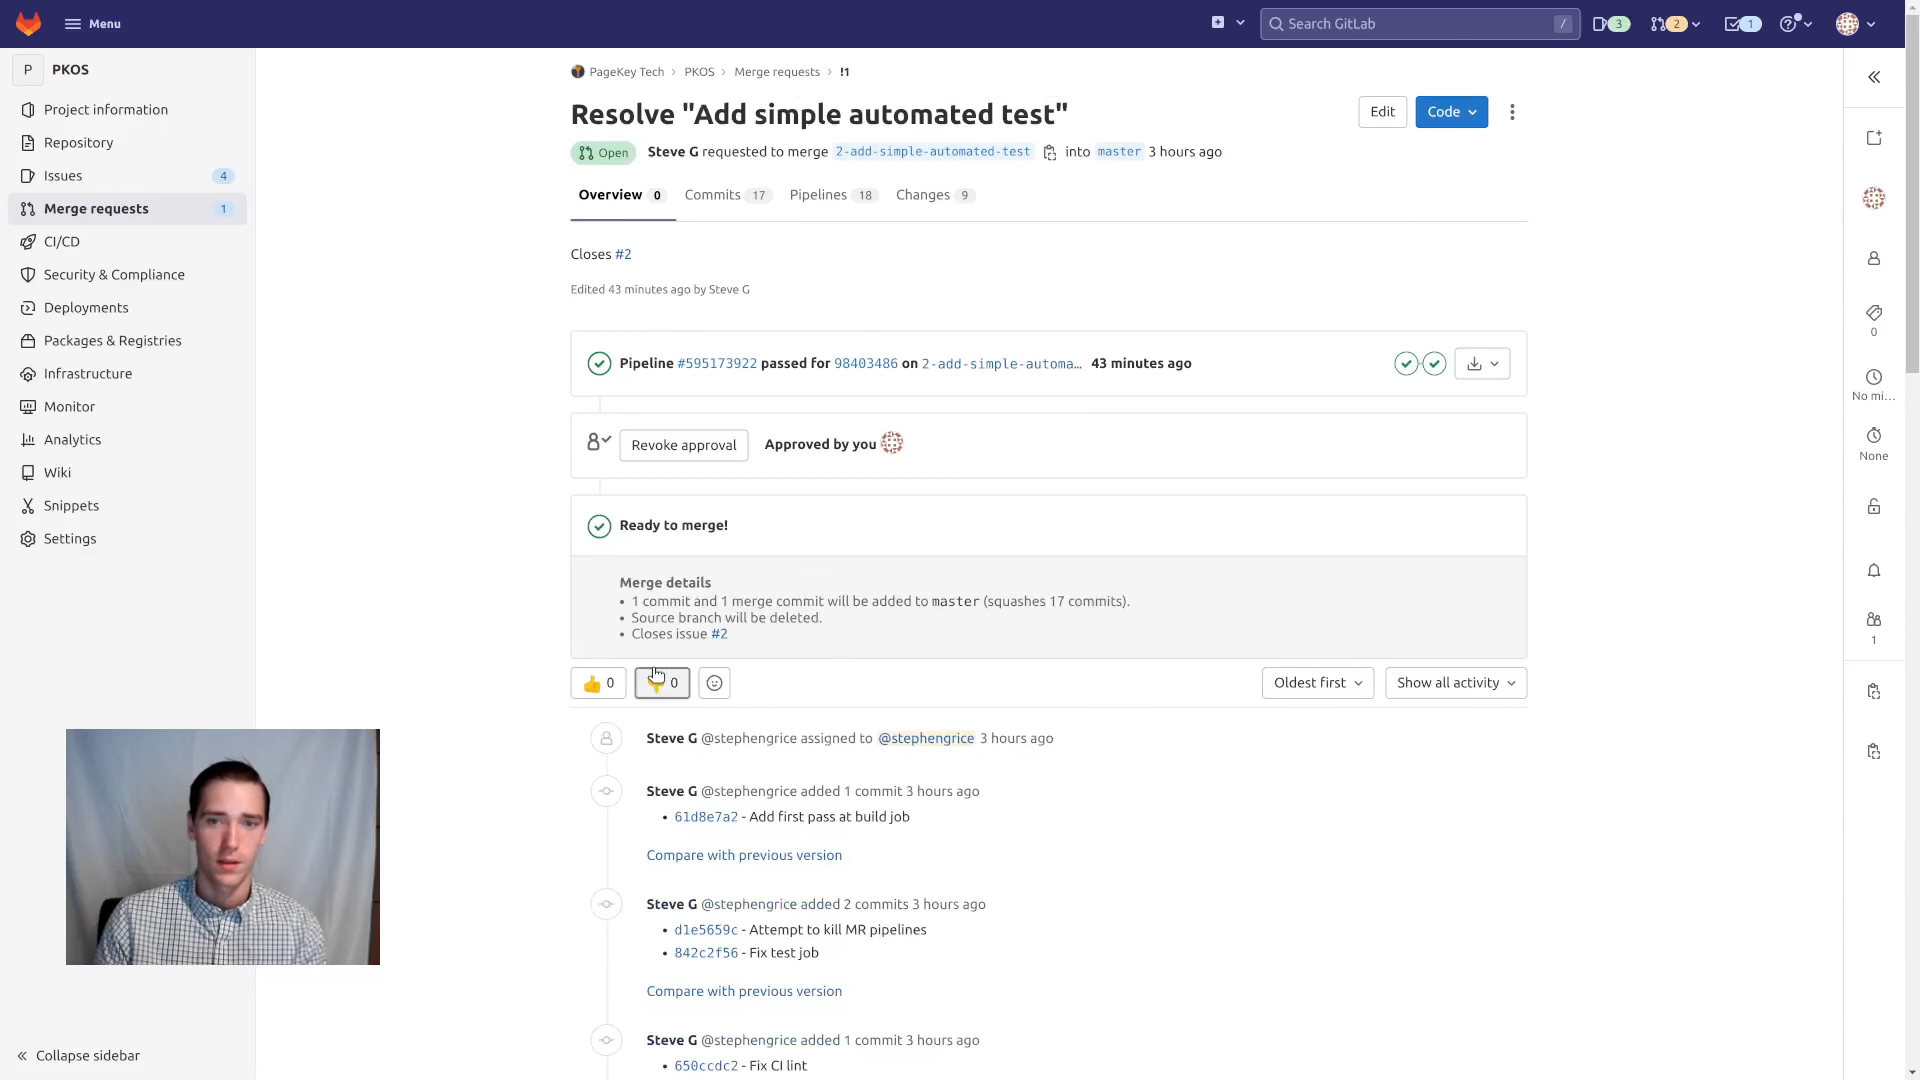 Menu
Search GitLab
/
3
2
1
P
PKOS
Project information
Repository
Issues
4
Merge requests
1
CI/CD
Security & Compliance
Deployments
Packages & Registries
Infrastructure
Monitor
Analytics
Wiki
Snippets
Settings
Collapse sidebar
PageKey Tech
PKOS
Merge requests
!1
Resolve "Add simple automated test"
Edit
Code
Open
Steve G requested to merge 2-add-simple-automated-test into master 3 hours ago
Overview 0
Commits 17
Pipelines 18
Changes 9
Closes #2
Edited 43 minutes ago by Steve G
Pipeline #595173922 passed for 98403486 on 2-add-simple-automa… 43 minutes ago
Revoke approval
Approved by you
Ready to merge!
Merge details
• 1 commit and 1 merge commit will be added to master (squashes 17 commits).
• Source branch will be deleted.
• Closes issue #2
0
0
Oldest first
Show all activity
Steve G @stephengrice assigned to @stephengrice 3 hours ago
Steve G @stephengrice added 1 commit 3 hours ago
• 61d8e7a2 - Add first pass at build job
Compare with previous version
Steve G @stephengrice added 2 commits 3 hours ago
• d1e5659c - Attempt to kill MR pipelines
• 842c2f56 - Fix test job
Compare with previous version
Steve G @stephengrice added 1 commit 3 hours ago
• 650ccdc2 - Fix CI lint
0
No mi…
None
1